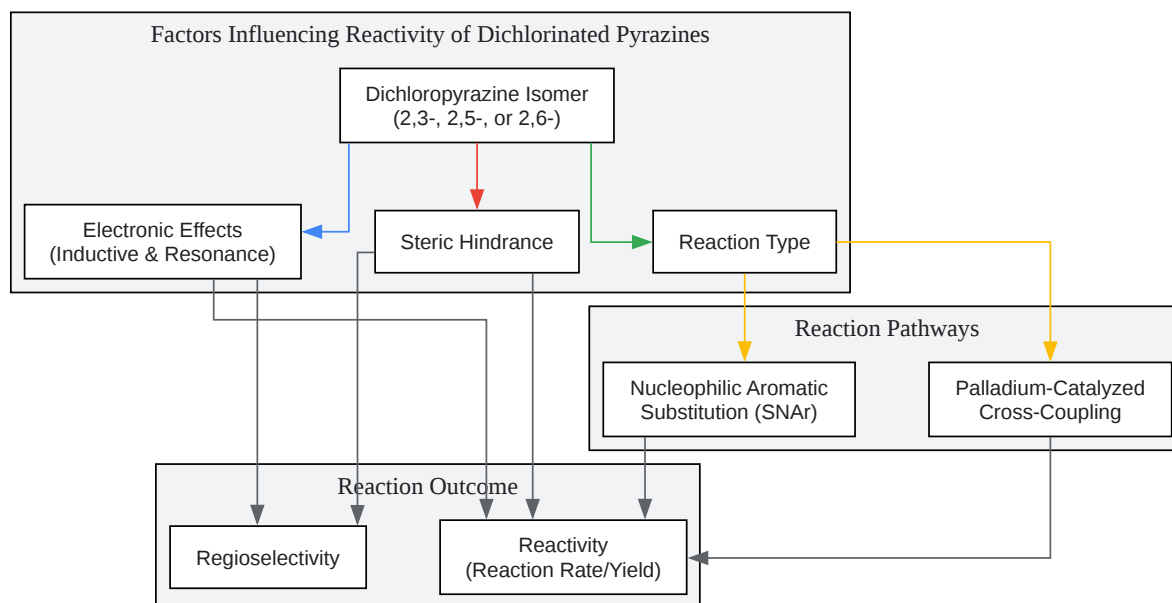 Factors Influencing Reactivity of Dichlorinated Pyrazines
Dichloropyrazine Isomer
(2,3-, 2,5-, or 2,6-)
Electronic Effects
(Inductive & Resonance)
Steric Hindrance
Reaction Type
Reaction Pathways
Nucleophilic Aromatic
Substitution (SNAr)
Palladium-Catalyzed
Cross-Coupling
Reaction Outcome
Regioselectivity
Reactivity
(Reaction Rate/Yield)